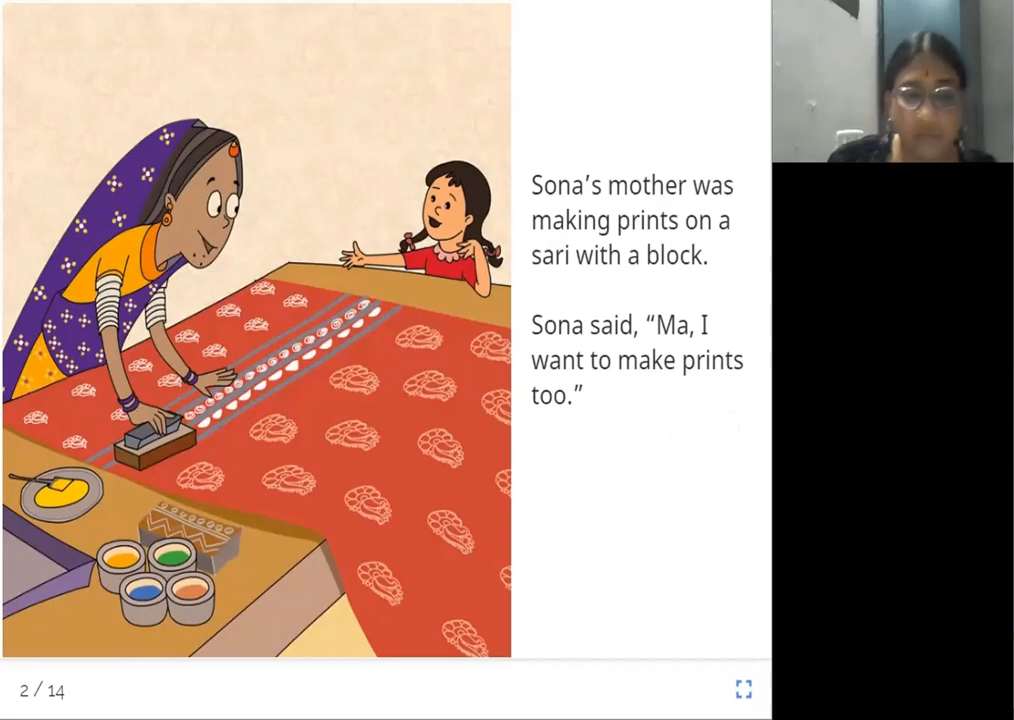 Sona’s mother was
making prints on a
sari with a block.
Sona said, “Ma, I
want to make prints
too.”
2 / 14